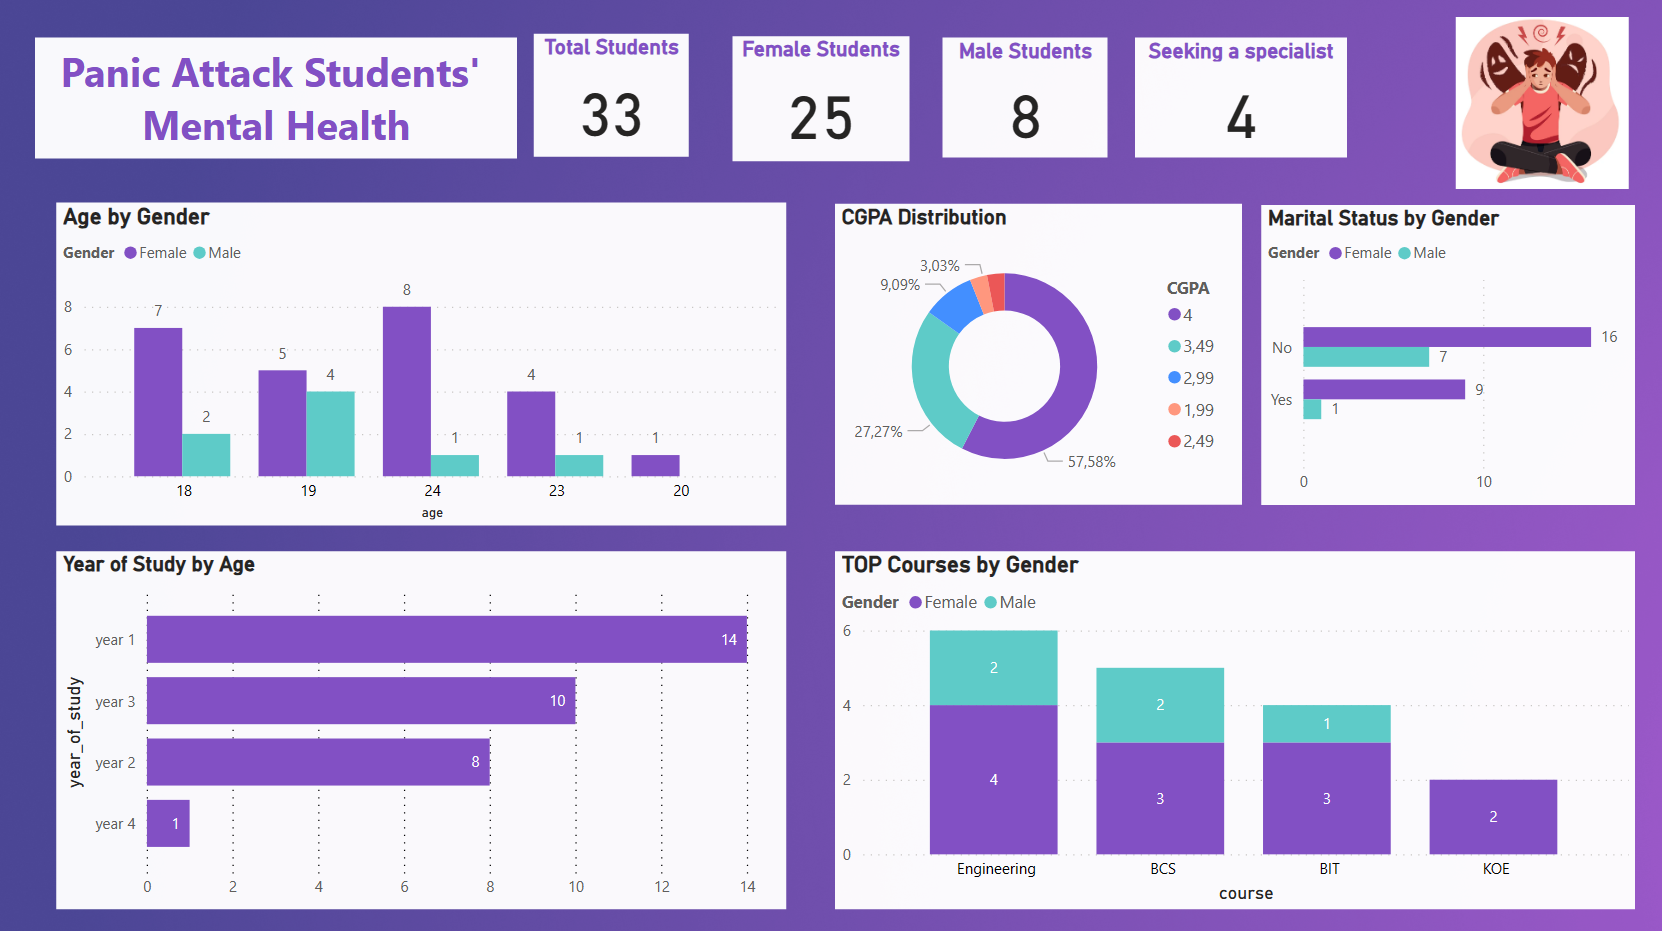 Panic Attack Students'
Mental Health
Total Students
33
Female Students
25
Male Students
8
Seeking a specialist
4
Age by Gender
Gender Female Male
8
6
4
2
0
7
2
5
4
8
1
4
1
1
18 19 24 23 20
age
CGPA Distribution
3,03%
9,09%
27,27%
57,58%
CGPA
4
3,49
2,99
1,99
2,49
Marital Status by Gender
Gender Female Male
No
16
7
Yes
9
1
0 10
Year of Study by Age
year_of_study
year 1
14
year 3
10
year 2
8
year 4
1
0 2 4 6 8 10 12 14
TOP Courses by Gender
Gender Female Male
6
4
2
0
2
4
2
3
1
3
2
Engineering BCS BIT KOE
course